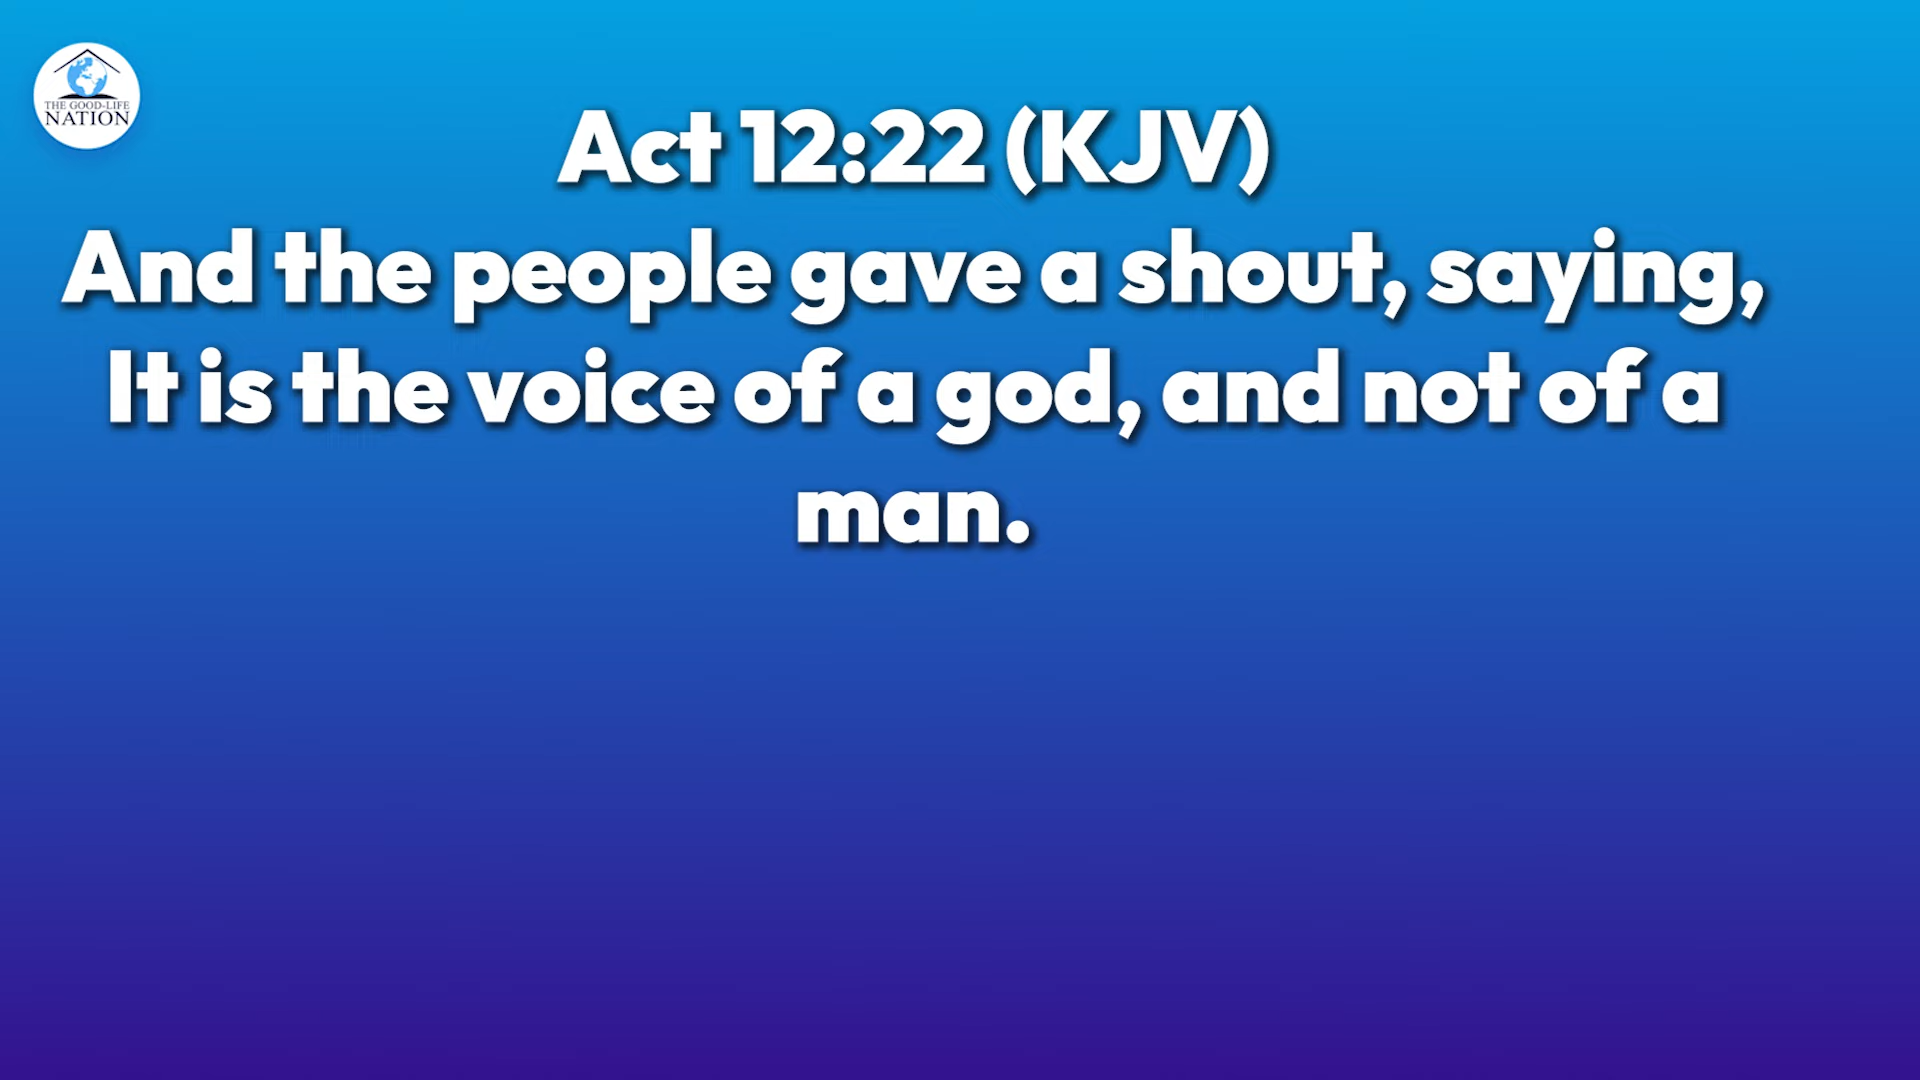 THE GOOD-LIFE
NATION
Act 12:22 (KJV)
And the people gave a shout, saying,
It is the voice of a god, and not of a
man.